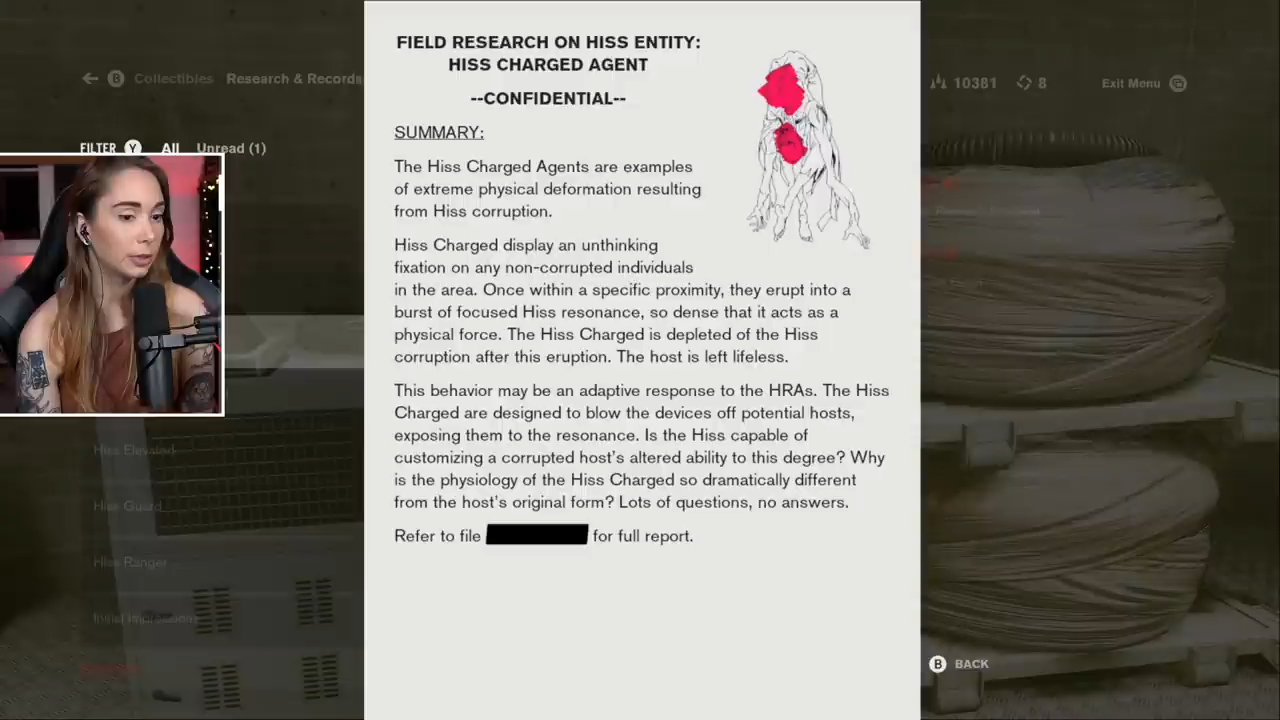 FIELD RESEARCH ON HISS ENTITY:
HISS CHARGED AGENT
--CONFIDENTIAL--
B Collectibles Research & Records
10381 8 Exit Menu
FILTER Y All Unread (1)
SUMMARY:
The Hiss Charged Agents are examples
of extreme physical deformation resulting
from Hiss corruption.
Hiss Charged display an unthinking
fixation on any non-corrupted individuals
in the area. Once within a specific proximity, they erupt into a
burst of focused Hiss resonance, so dense that it acts as a
physical force. The Hiss Charged is depleted of the Hiss
corruption after this eruption. The host is left lifeless.
This behavior may be an adaptive response to the HRAs. The Hiss
Charged are designed to blow the devices off potential hosts,
exposing them to the resonance. Is the Hiss capable of
customizing a corrupted host's altered ability to this degree? Why
is the physiology of the Hiss Charged so dramatically different
from the host's original form? Lots of questions, no answers.
Refer to file for full report.
Hiss Elevated
Hiss Guard
Hiss Ranger
Initial Impressions
B BACK